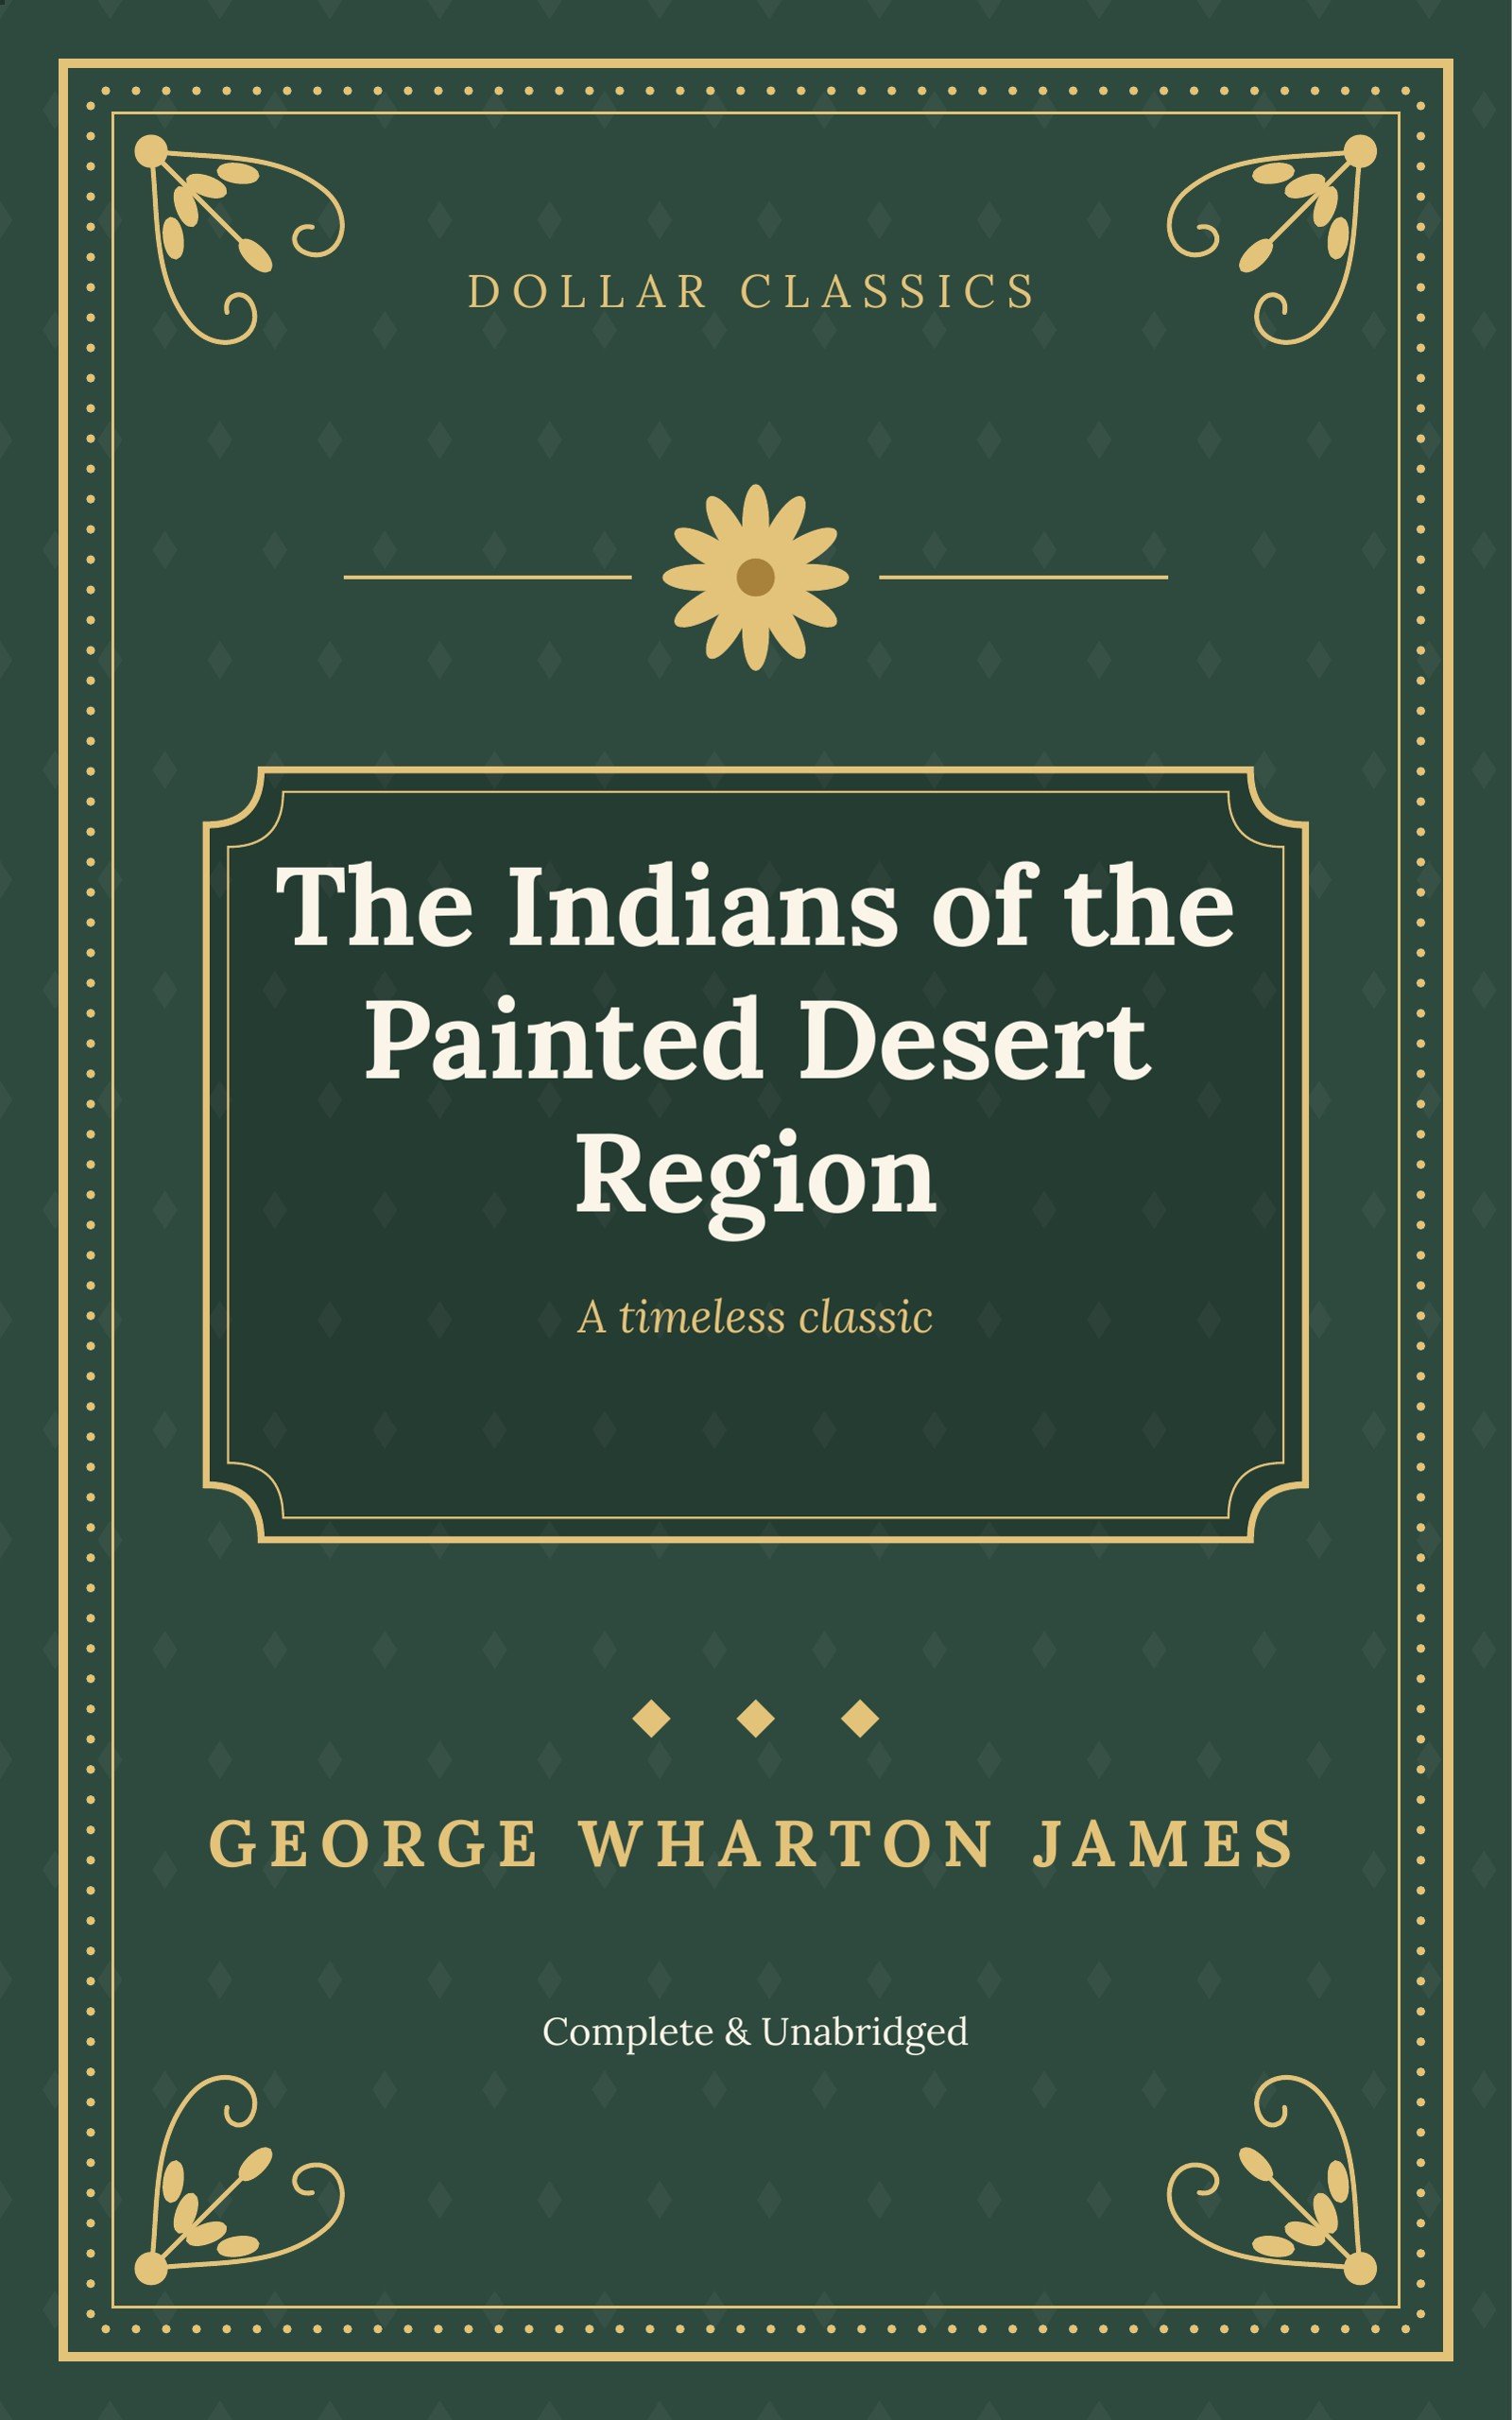 DOLLAR CLASSICS
The Indians of the
Painted Desert
Region
A timeless classic
GEORGE WHARTON JAMES
Complete & Unabridged